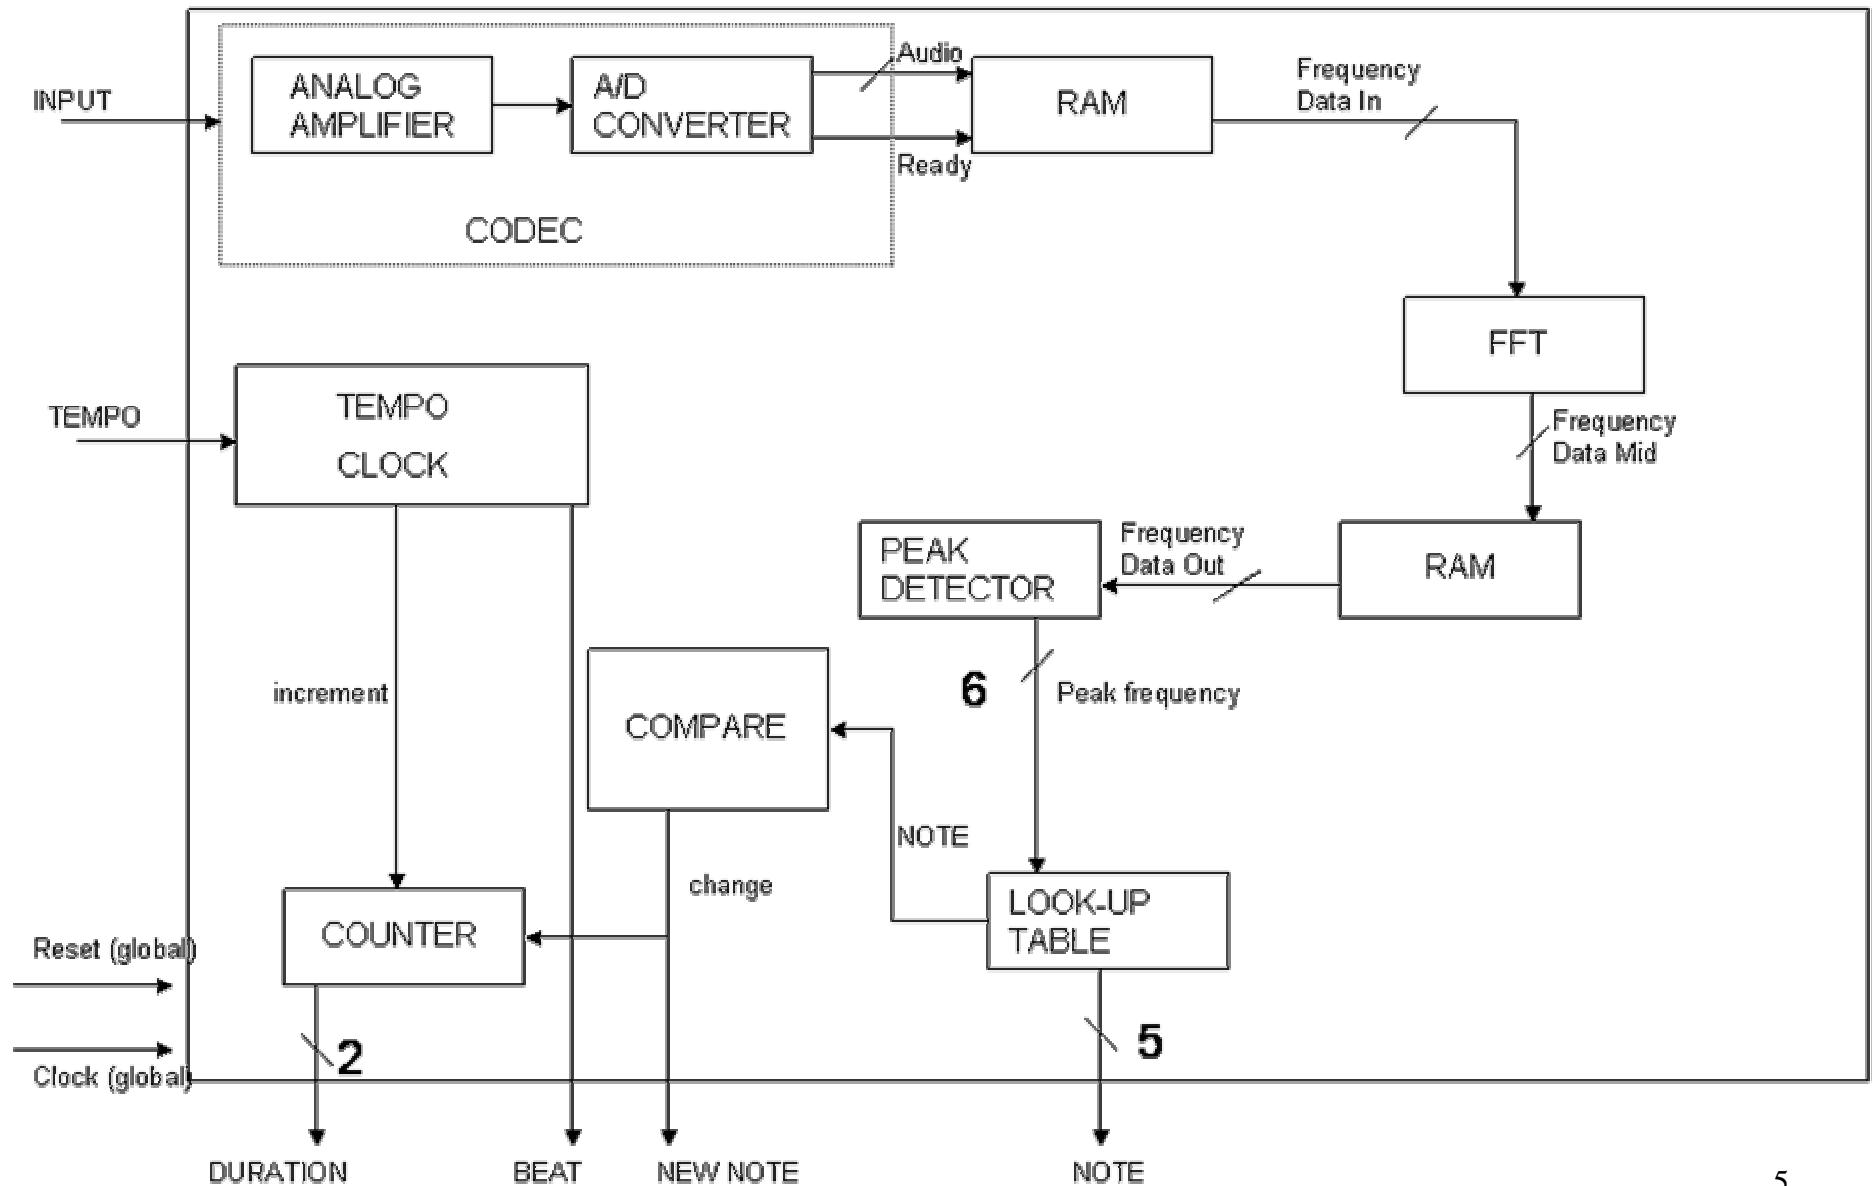 INPUT
ANALOG
AMPLIFIER
A/D
CONVERTER
CODEC
Audio
Ready
RAM
Frequency
Data In
FFT
Frequency
Data Mid
RAM
Frequency
Data Out
PEAK
DETECTOR
6
Peak frequency
TEMPO
TEMPO
CLOCK
increment
COMPARE
NOTE
change
LOOK-UP
TABLE
COUNTER
Reset (global)
Clock (global)
2
5
DURATION
BEAT
NEW NOTE
NOTE
5